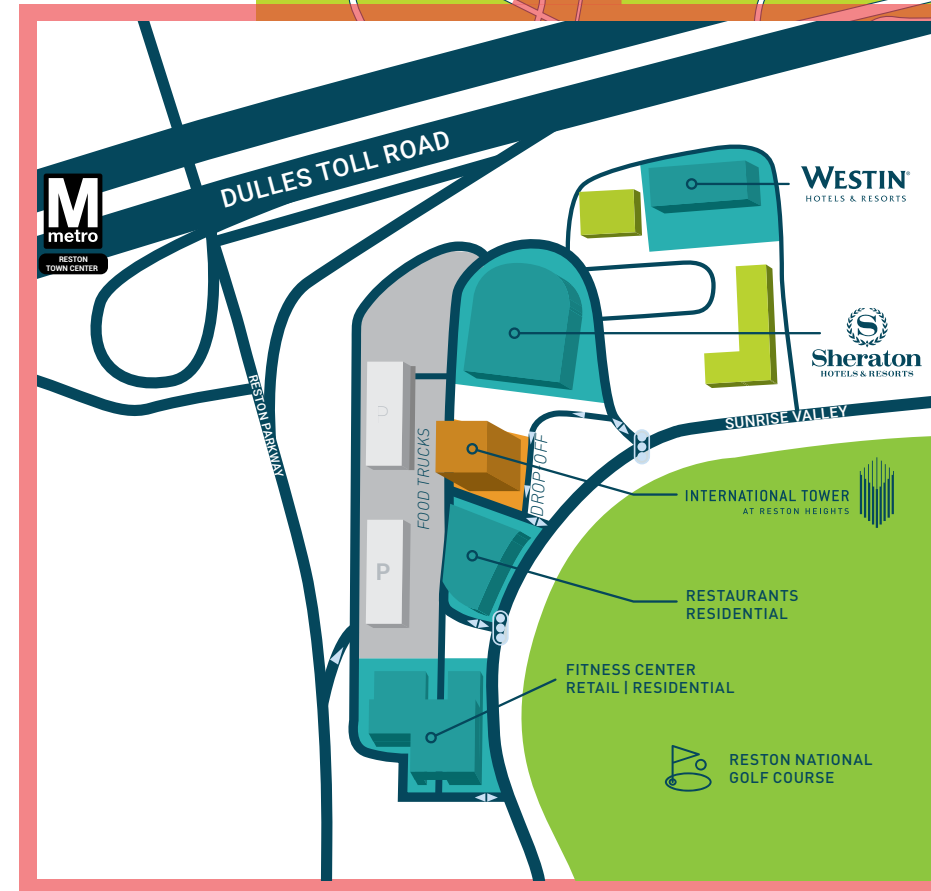 DULLES TOLL ROAD
M
metro
RESTON
TOWN CENTER
WESTIN®
HOTELS & RESORTS
S
Sheraton
HOTELS & RESORTS
RESTON PARKWAY
SUNRISE VALLEY
FOOD TRUCKS
DROP OFF
INTERNATIONAL TOWER
AT RESTON HEIGHTS
P
RESTAURANTS
RESIDENTIAL
FITNESS CENTER
RETAIL | RESIDENTIAL
RESTON NATIONAL
GOLF COURSE